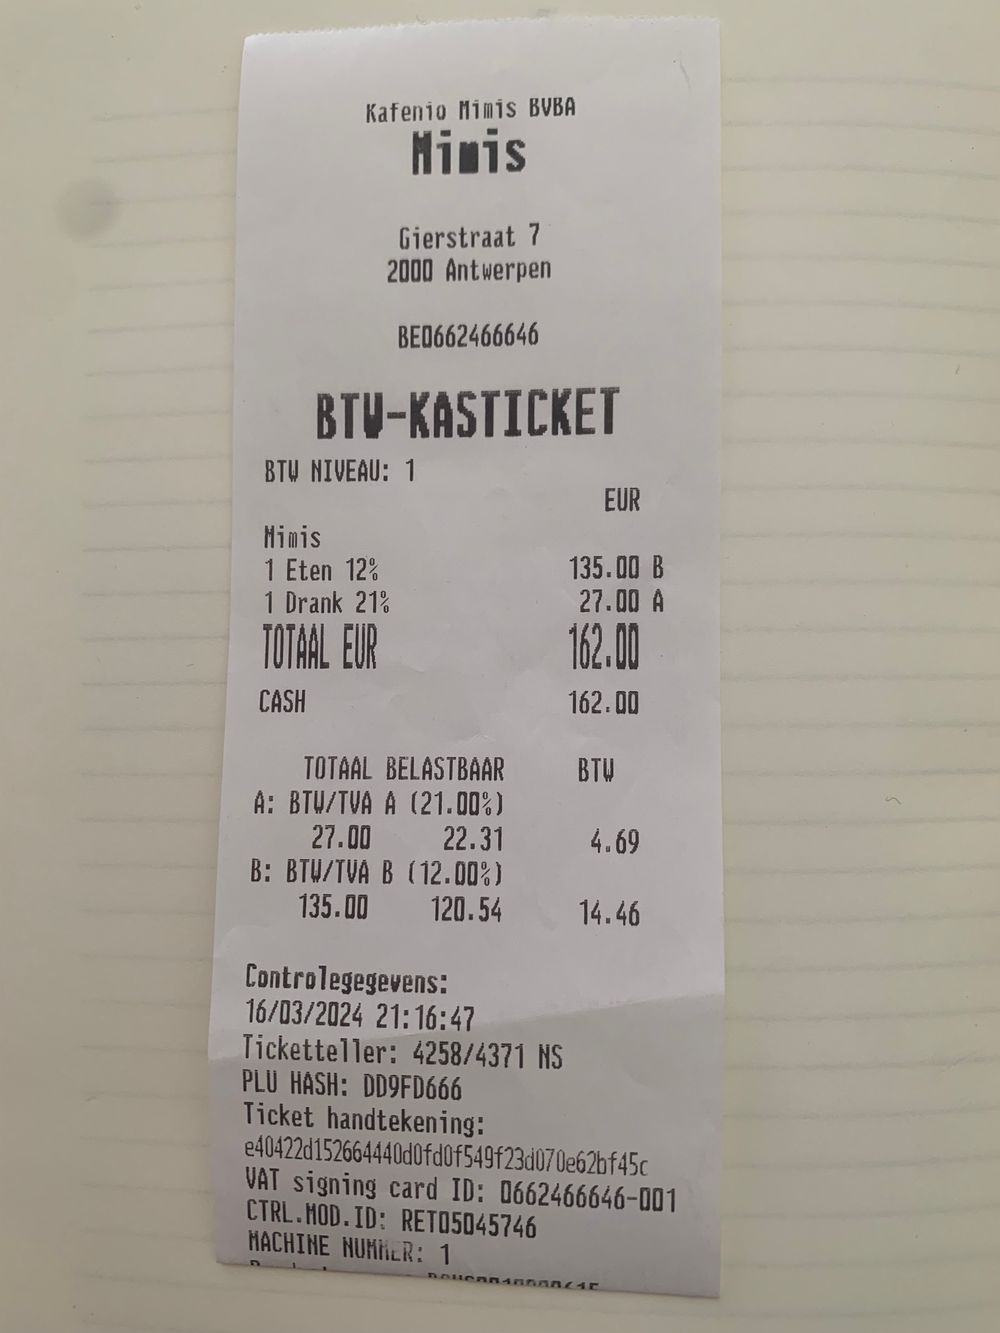 Kafenio Mimis BVBA
Mimis
Gierstraat 7
2000 Antwerpen
BE0662466646
BTW-KASTICKET
BTW NIVEAU: 1
EUR
Mimis
1 Eten 12% 135.00 B
1 Drank 21% 27.00 A
TOTAAL EUR 162.00
CASH 162.00
TOTAAL BELASTBAAR BTW
A: BTW/TVA A (21.00%)
27.00 22.31 4.69
B: BTW/TVA B (12.00%)
135.00 120.54 14.46
Controlegegevens:
16/03/2024 21:16:47
Ticketteller: 4258/4371 NS
PLU HASH: DD9FD666
Ticket handtekening:
e40422d152664440d0fd0f549f23d070e62bf45c
VAT signing card ID: 0662466646-001
CTRL.MOD.ID: RET05045746
MACHINE NUMMER: 1